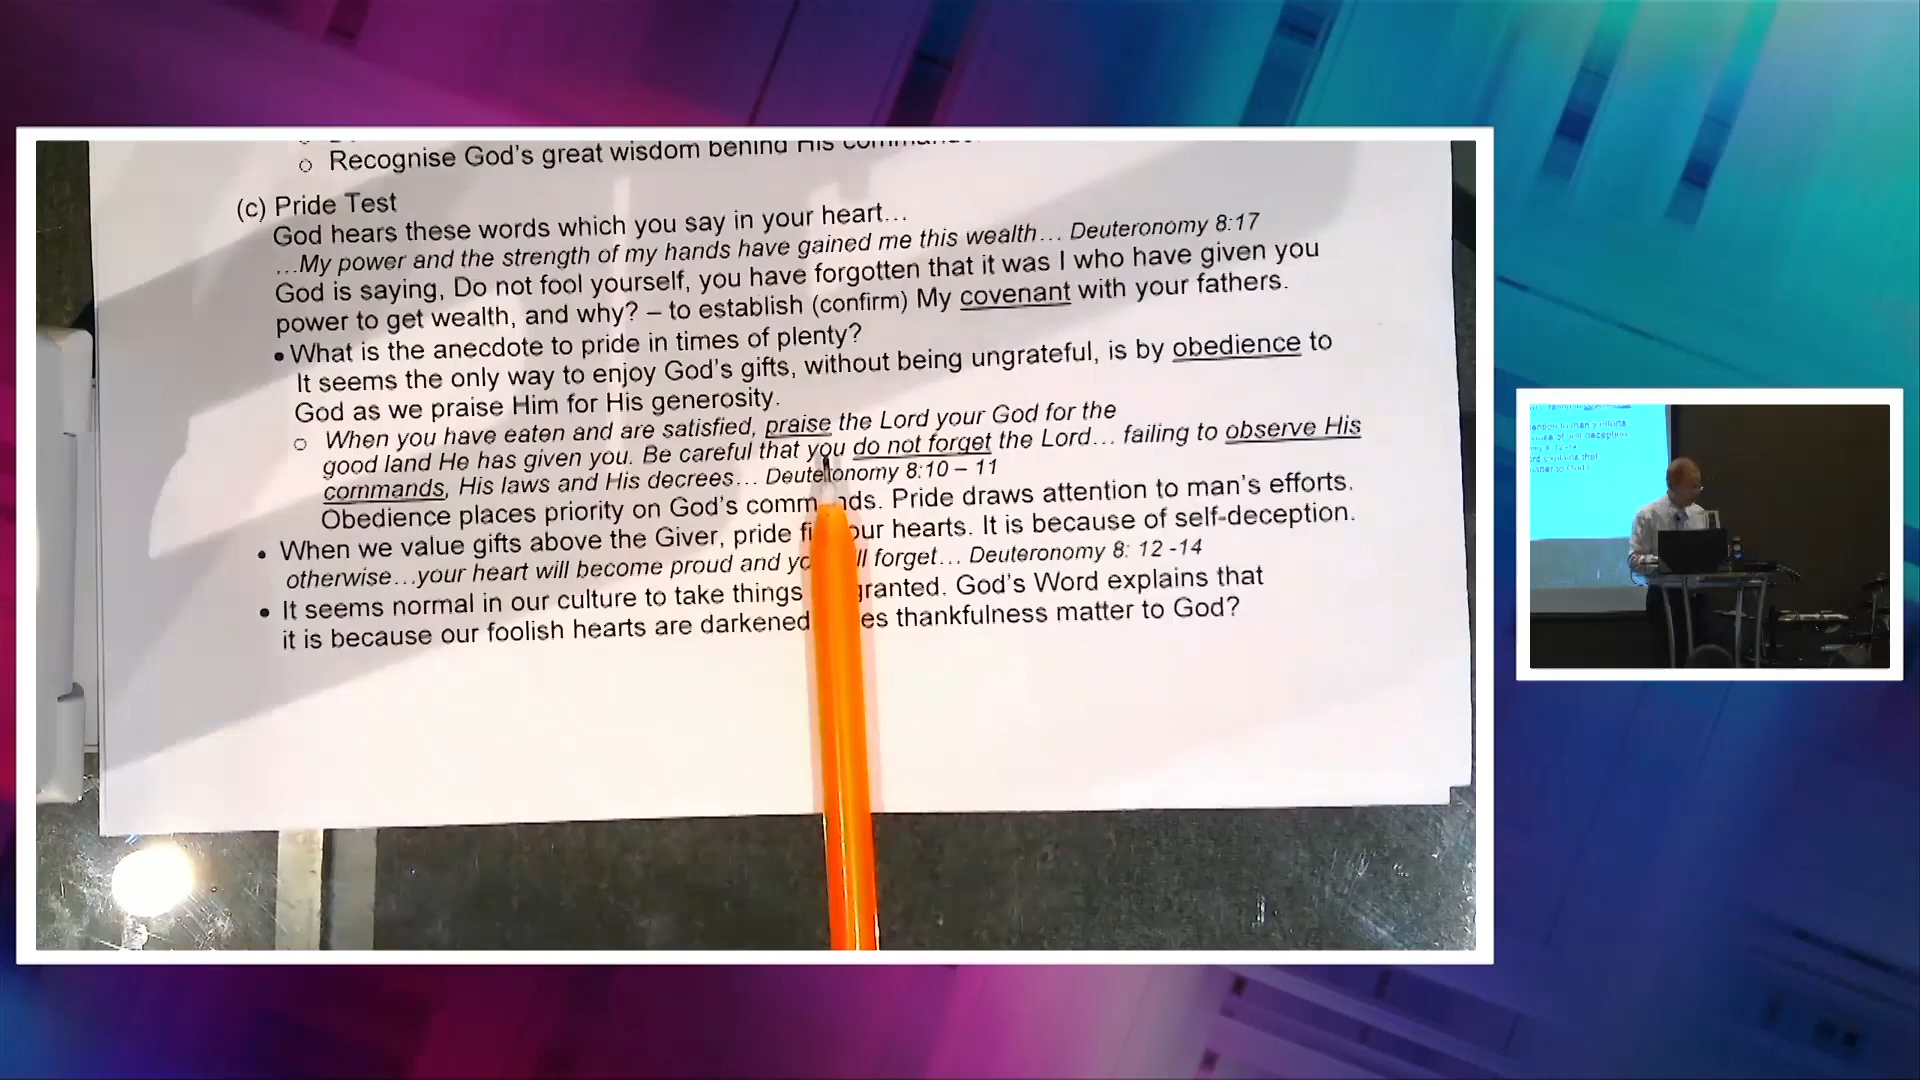 o Recognise God's great wisdom behind His
(c) Pride Test
God hears these words which you say in your heart…
…My power and the strength of my hands have gained me this wealth… Deuteronomy 8:17
God is saying, Do not fool yourself, you have forgotten that it was I who have given you
power to get wealth, and why? – to establish (confirm) My covenant with your fathers.
• What is the anecdote to pride in times of plenty?
It seems the only way to enjoy God's gifts, without being ungrateful, is by obedience to
God as we praise Him for His generosity.
o When you have eaten and are satisfied, praise the Lord your God for the
good land He has given you. Be careful that you do not forget the Lord… failing to observe His
commands, His laws and His decrees… Deuteronomy 8:10 – 11
Obedience places priority on God's commands. Pride draws attention to man's efforts.
• When we value gifts above the Giver, pride our hearts. It is because of self-deception.
otherwise…your heart will become proud and forget… Deuteronomy 8: 12 -14
• It seems normal in our culture to take things granted. God's Word explains that
it is because our foolish hearts are darkened thankfulness matter to God?